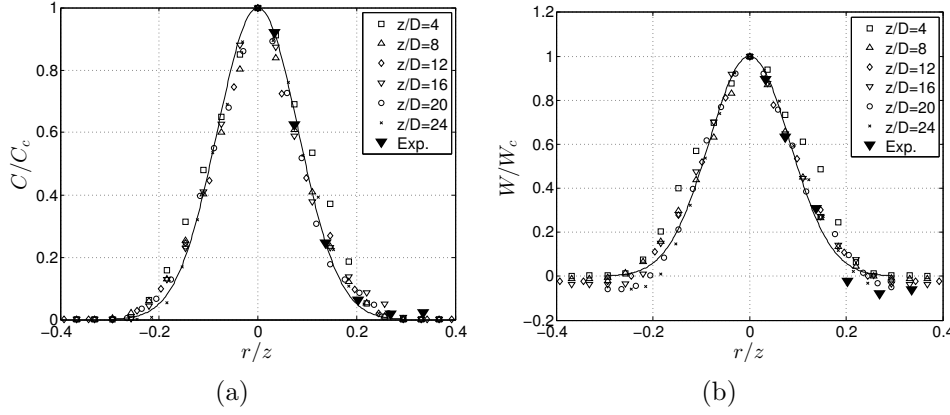 1
0.8
0.6
0.4
0.2
0
−0.4
−0.2
0
0.2
0.4
C/C_c
r/z
z/D=4
z/D=8
z/D=12
z/D=16
z/D=20
z/D=24
Exp.
(a)
1.2
1
0.8
0.6
0.4
0.2
0
−0.2
−0.4
−0.2
0
0.2
0.4
W/W_c
r/z
z/D=4
z/D=8
z/D=12
z/D=16
z/D=20
z/D=24
Exp.
(b)